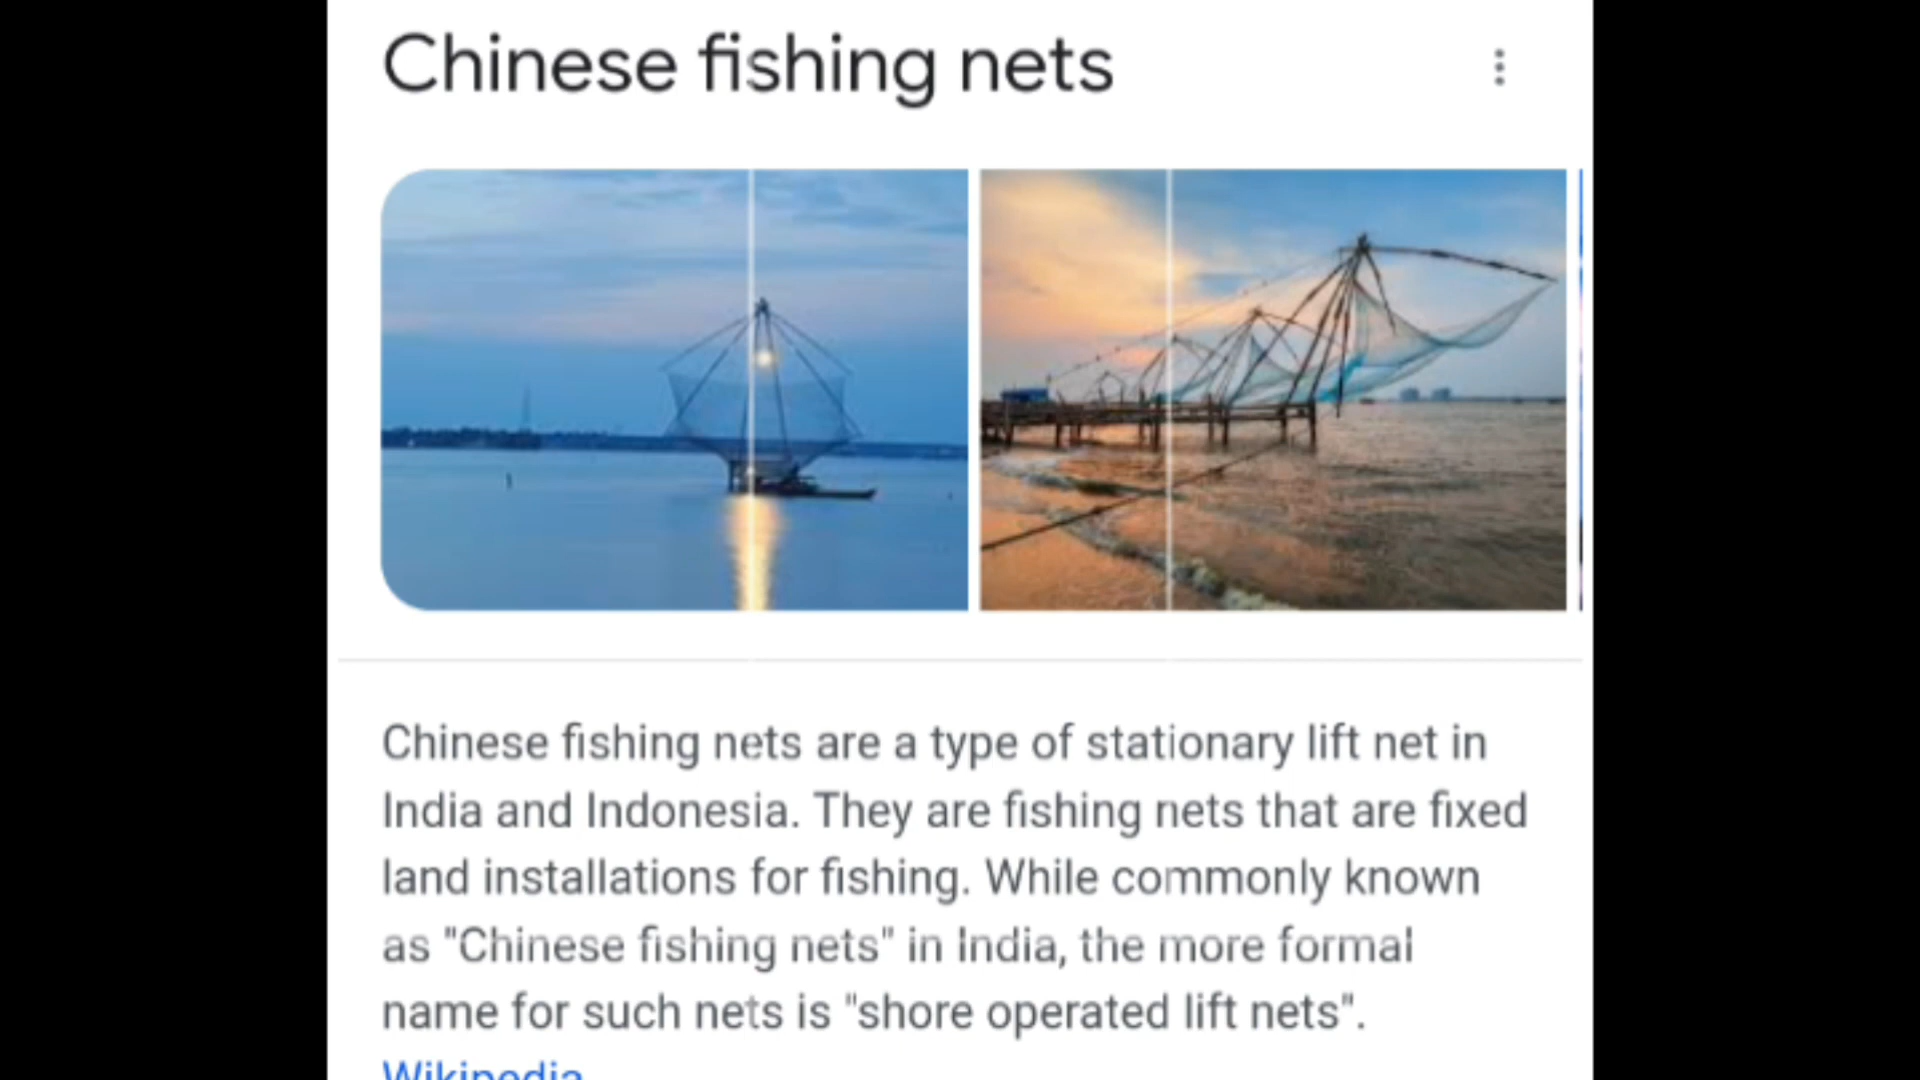 Chinese fishing nets
Chinese fishing nets are a type of stationary lift net in
India and Indonesia. They are fishing nets that are fixed
land installations for fishing. While commonly known
as "Chinese fishing nets" in India, the more formal
name for such nets is "shore operated lift nets".
Wikipedia